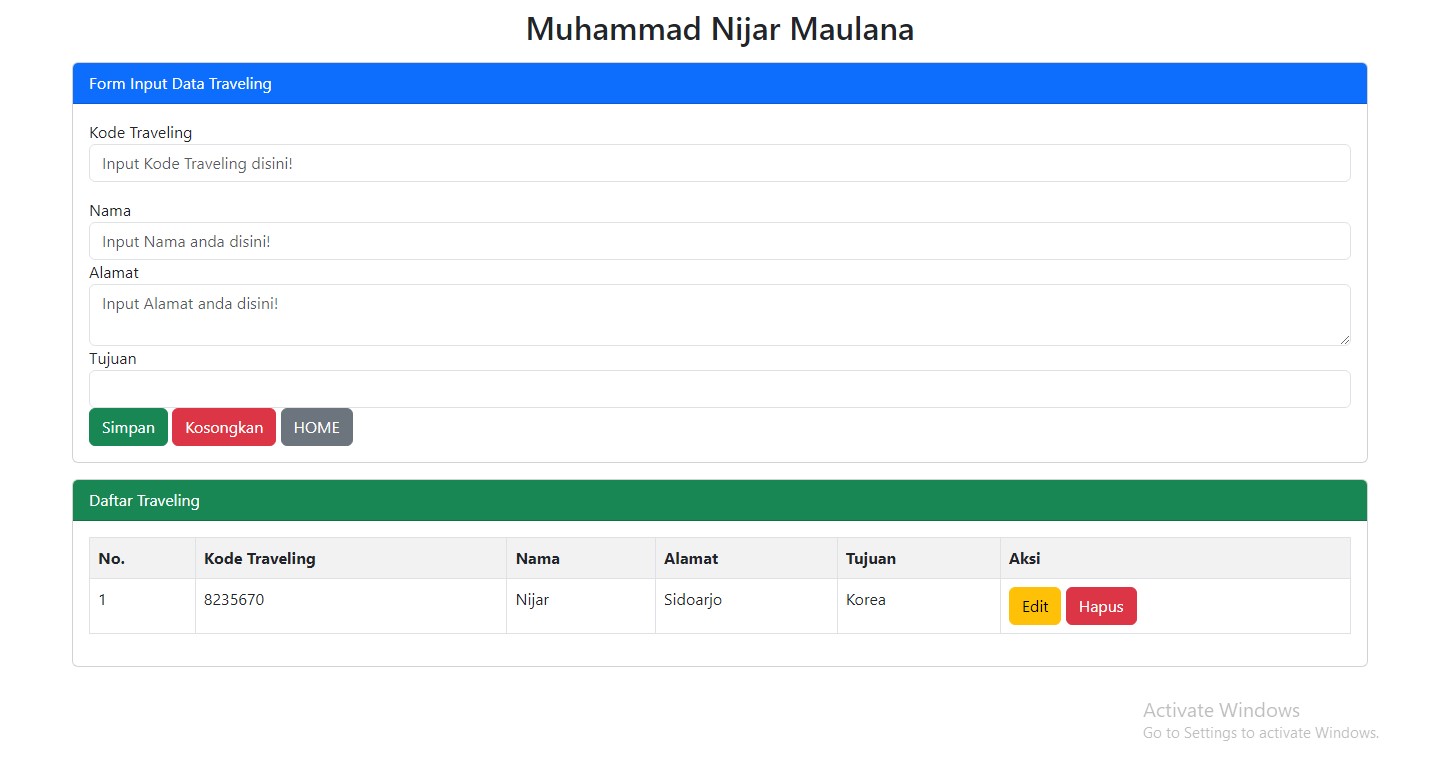 Muhammad Nijar Maulana
Form Input Data Traveling
Kode Traveling
Input Kode Traveling disini!
Nama
Input Nama anda disini!
Alamat
Input Alamat anda disini!
Tujuan
Simpan Kosongkan HOME
Daftar Traveling
No. Kode Traveling Nama Alamat Tujuan Aksi
1 8235670 Nijar Sidoarjo Korea Edit Hapus
Activate Windows
Go to Settings to activate Windows.